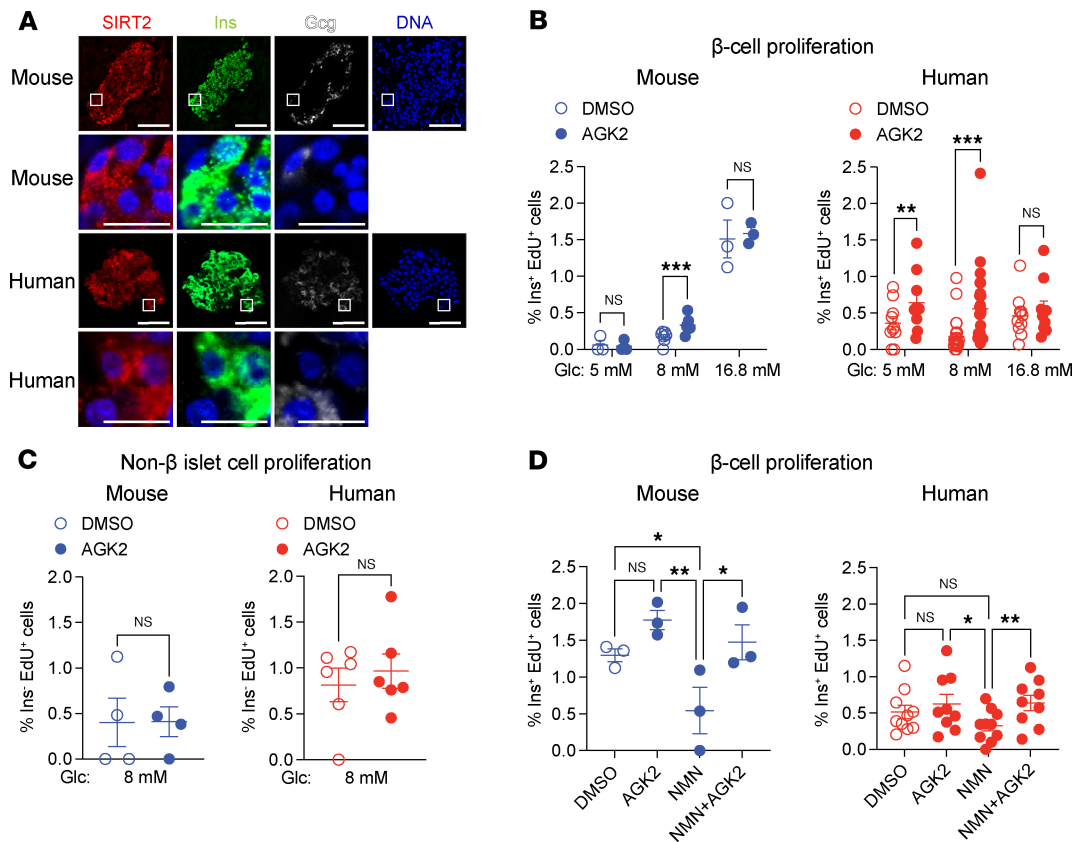 A
SIRT2 Ins Gcg DNA
Mouse
Mouse
Human
Human
B
β-cell proliferation
Mouse Human
DMSO DMSO
AGK2 AGK2
% Ins+ EdU+ cells
2.5
2.0
1.5
1.0
0.5
0.0
NS *** NS
Glc: 5 mM 8 mM 16.8 mM
% Ins+ EdU+ cells
2.5
2.0
1.5
1.0
0.5
0.0
** *** NS
Glc: 5 mM 8 mM 16.8 mM
C
Non-β islet cell proliferation
Mouse Human
DMSO DMSO
AGK2 AGK2
% Ins- EdU+ cells
2.0
1.5
1.0
0.5
0.0
NS
Glc: 8 mM
% Ins- EdU+ cells
2.0
1.5
1.0
0.5
0.0
NS
Glc: 8 mM
D
β-cell proliferation
Mouse Human
% Ins+ EdU+ cells
2.5
2.0
1.5
1.0
0.5
0.0
*
NS ** *
DMSO AGK2 NMN NMN+AGK2
% Ins+ EdU+ cells
2.5
2.0
1.5
1.0
0.5
0.0
NS
NS * **
DMSO AGK2 NMN NMN+AGK2